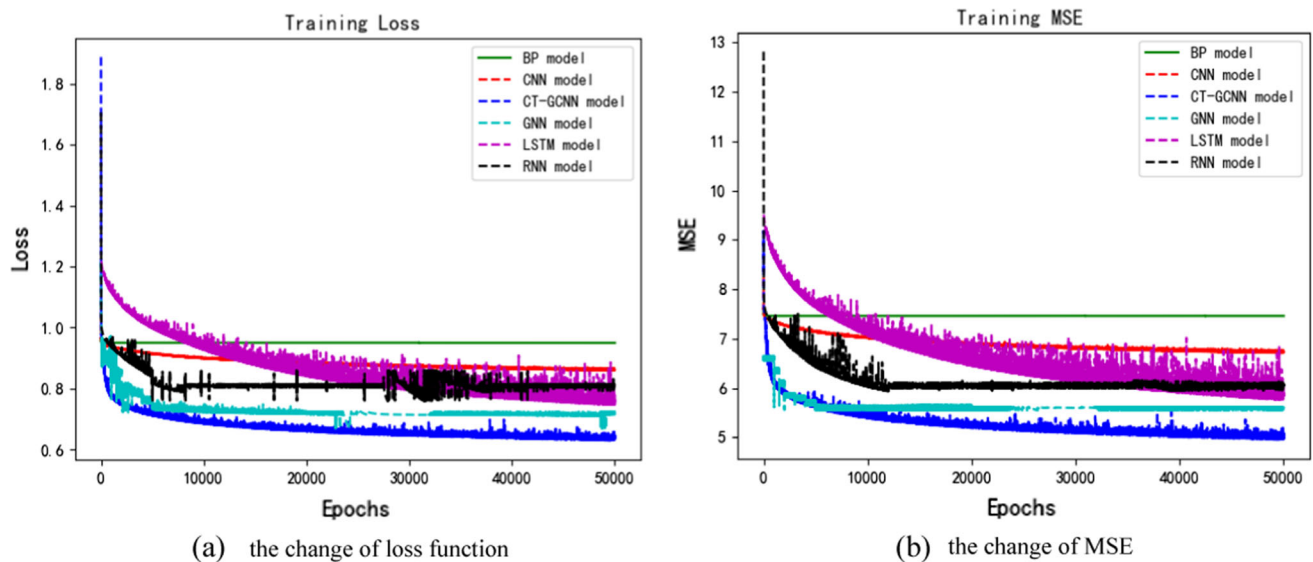 Training Loss
Loss
1.8
1.6
1.4
1.2
1.0
0.8
0.6
BP model
CNN model
CT-GCNN model
GNN model
LSTM model
RNN model
0
10000
20000
30000
40000
50000
Epochs
(a) the change of loss function
Training MSE
MSE
13
12
11
10
9
8
7
6
5
BP model
CNN model
CT-GCNN model
GNN model
LSTM model
RNN model
0
10000
20000
30000
40000
50000
Epochs
(b) the change of MSE